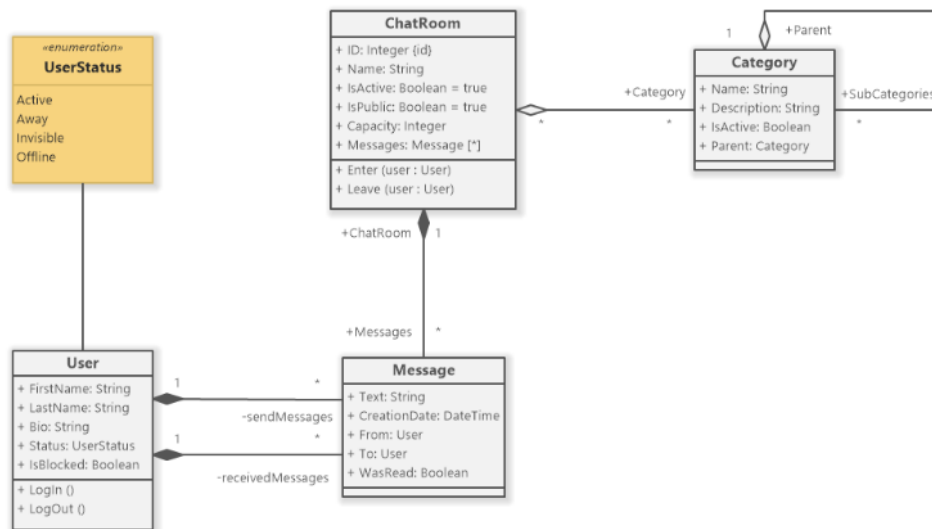 «enumeration»
UserStatus
Active
Away
Invisible
Offline
ChatRoom
+ ID: Integer {id}
+ Name: String
+ IsActive: Boolean = true
+ IsPublic: Boolean = true
+ Capacity: Integer
+ Messages: Message [*]
+ Enter (user : User)
+ Leave (user : User)
+Category
*
*
1
+Parent
Category
+ Name: String
+ Description: String
+ IsActive: Boolean
+ Parent: Category
+SubCategories
*
+ChatRoom
1
+Messages
*
User
+ FirstName: String
+ LastName: String
+ Bio: String
+ Status: UserStatus
+ IsBlocked: Boolean
+ LogIn ()
+ LogOut ()
1
*
-sendMessages
1
*
-receivedMessages
Message
+ Text: String
+ CreationDate: DateTime
+ From: User
+ To: User
+ WasRead: Boolean